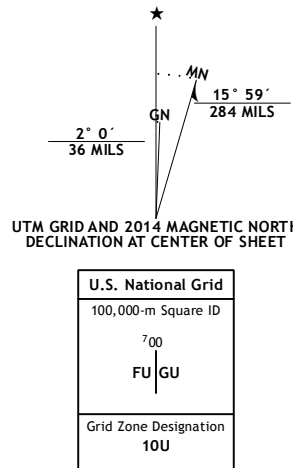 ★
MN
15° 59´
284 MILS
GN
2° 0´
36 MILS
UTM GRID AND 2014 MAGNETIC NORTH
DECLINATION AT CENTER OF SHEET
U.S. National Grid
100,000-m Square ID
⁷00
FU GU
Grid Zone Designation
10U